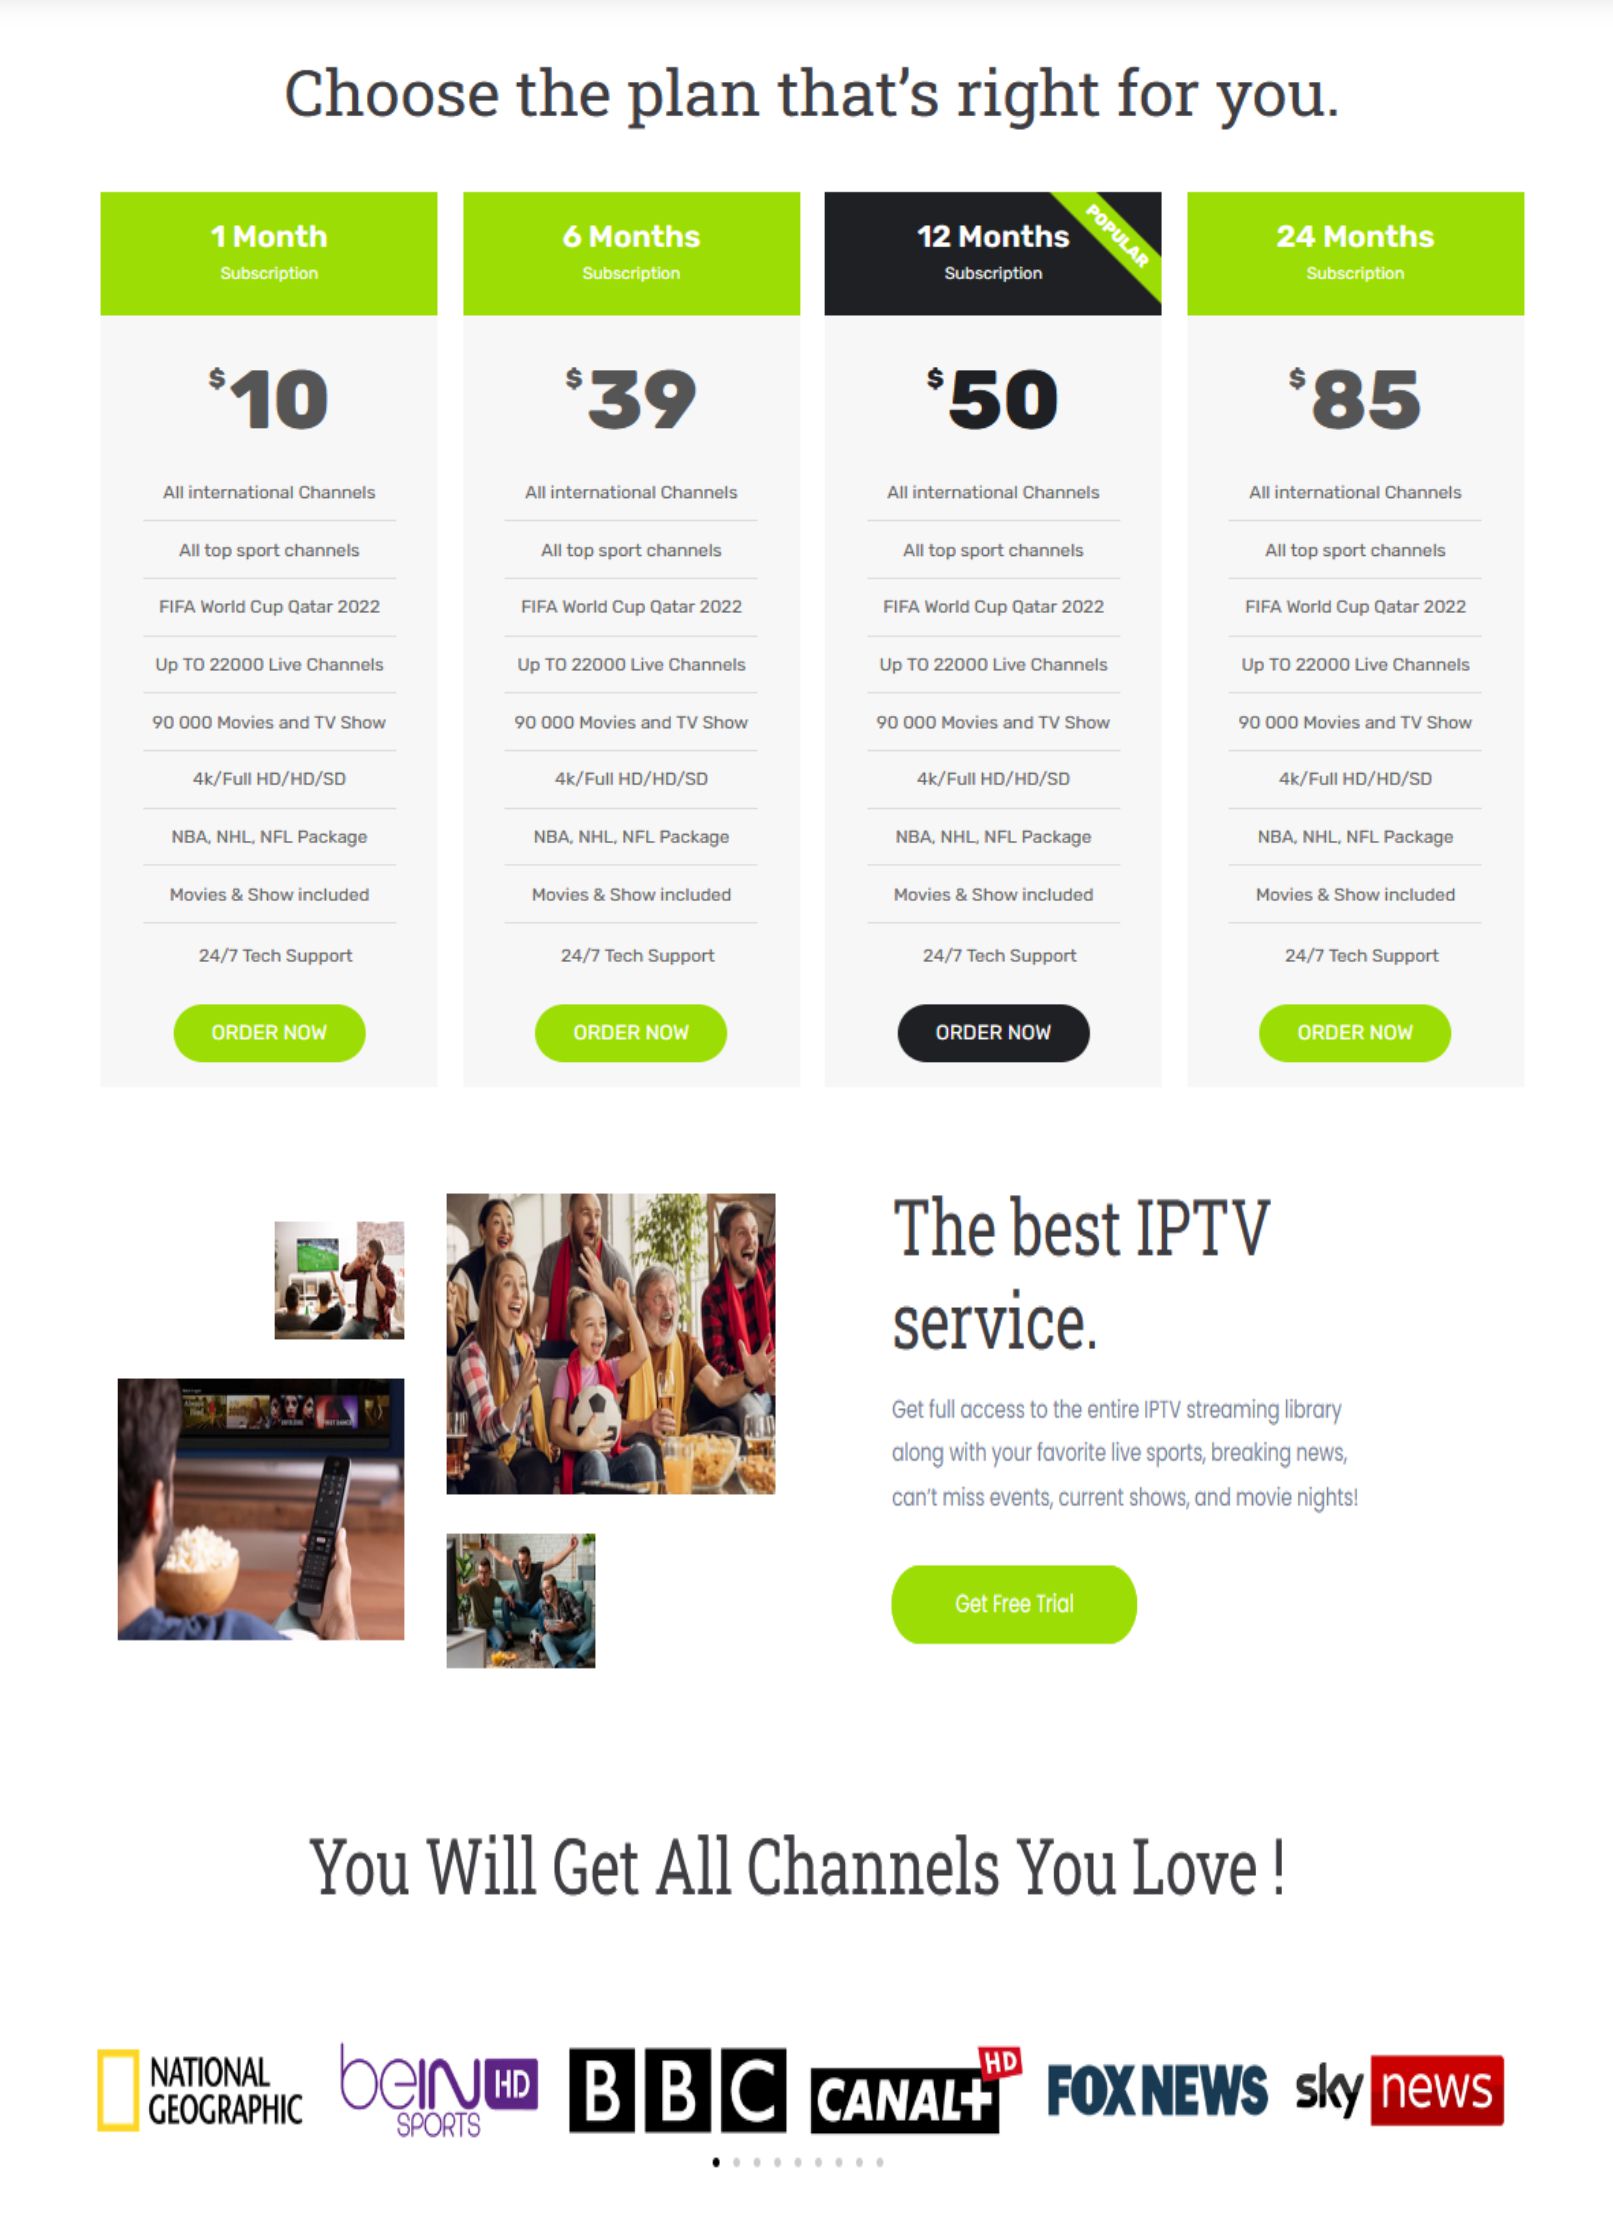 Choose the plan that's right for you.
1 Month
Subscription
$10
All international Channels
All top sport channels
FIFA World Cup Qatar 2022
Up TO 22000 Live Channels
90 000 Movies and TV Show
4k/Full HD/HD/SD
NBA, NHL, NFL Package
Movies & Show included
24/7 Tech Support
ORDER NOW
6 Months
Subscription
$39
All international Channels
All top sport channels
FIFA World Cup Qatar 2022
Up TO 22000 Live Channels
90 000 Movies and TV Show
4k/Full HD/HD/SD
NBA, NHL, NFL Package
Movies & Show included
24/7 Tech Support
ORDER NOW
12 Months
POPULAR
Subscription
$50
All international Channels
All top sport channels
FIFA World Cup Qatar 2022
Up TO 22000 Live Channels
90 000 Movies and TV Show
4k/Full HD/HD/SD
NBA, NHL, NFL Package
Movies & Show included
24/7 Tech Support
ORDER NOW
24 Months
Subscription
$85
All international Channels
All top sport channels
FIFA World Cup Qatar 2022
Up TO 22000 Live Channels
90 000 Movies and TV Show
4k/Full HD/HD/SD
NBA, NHL, NFL Package
Movies & Show included
24/7 Tech Support
ORDER NOW
The best IPTV
service.
Get full access to the entire IPTV streaming library
along with your favorite live sports, breaking news,
can't miss events, current shows, and movie nights!
Get Free Trial
You Will Get All Channels You Love !
NATIONAL
GEOGRAPHIC
beIN HD
SPORTS
BBC
CANAL+ HD
FOX NEWS
sky news